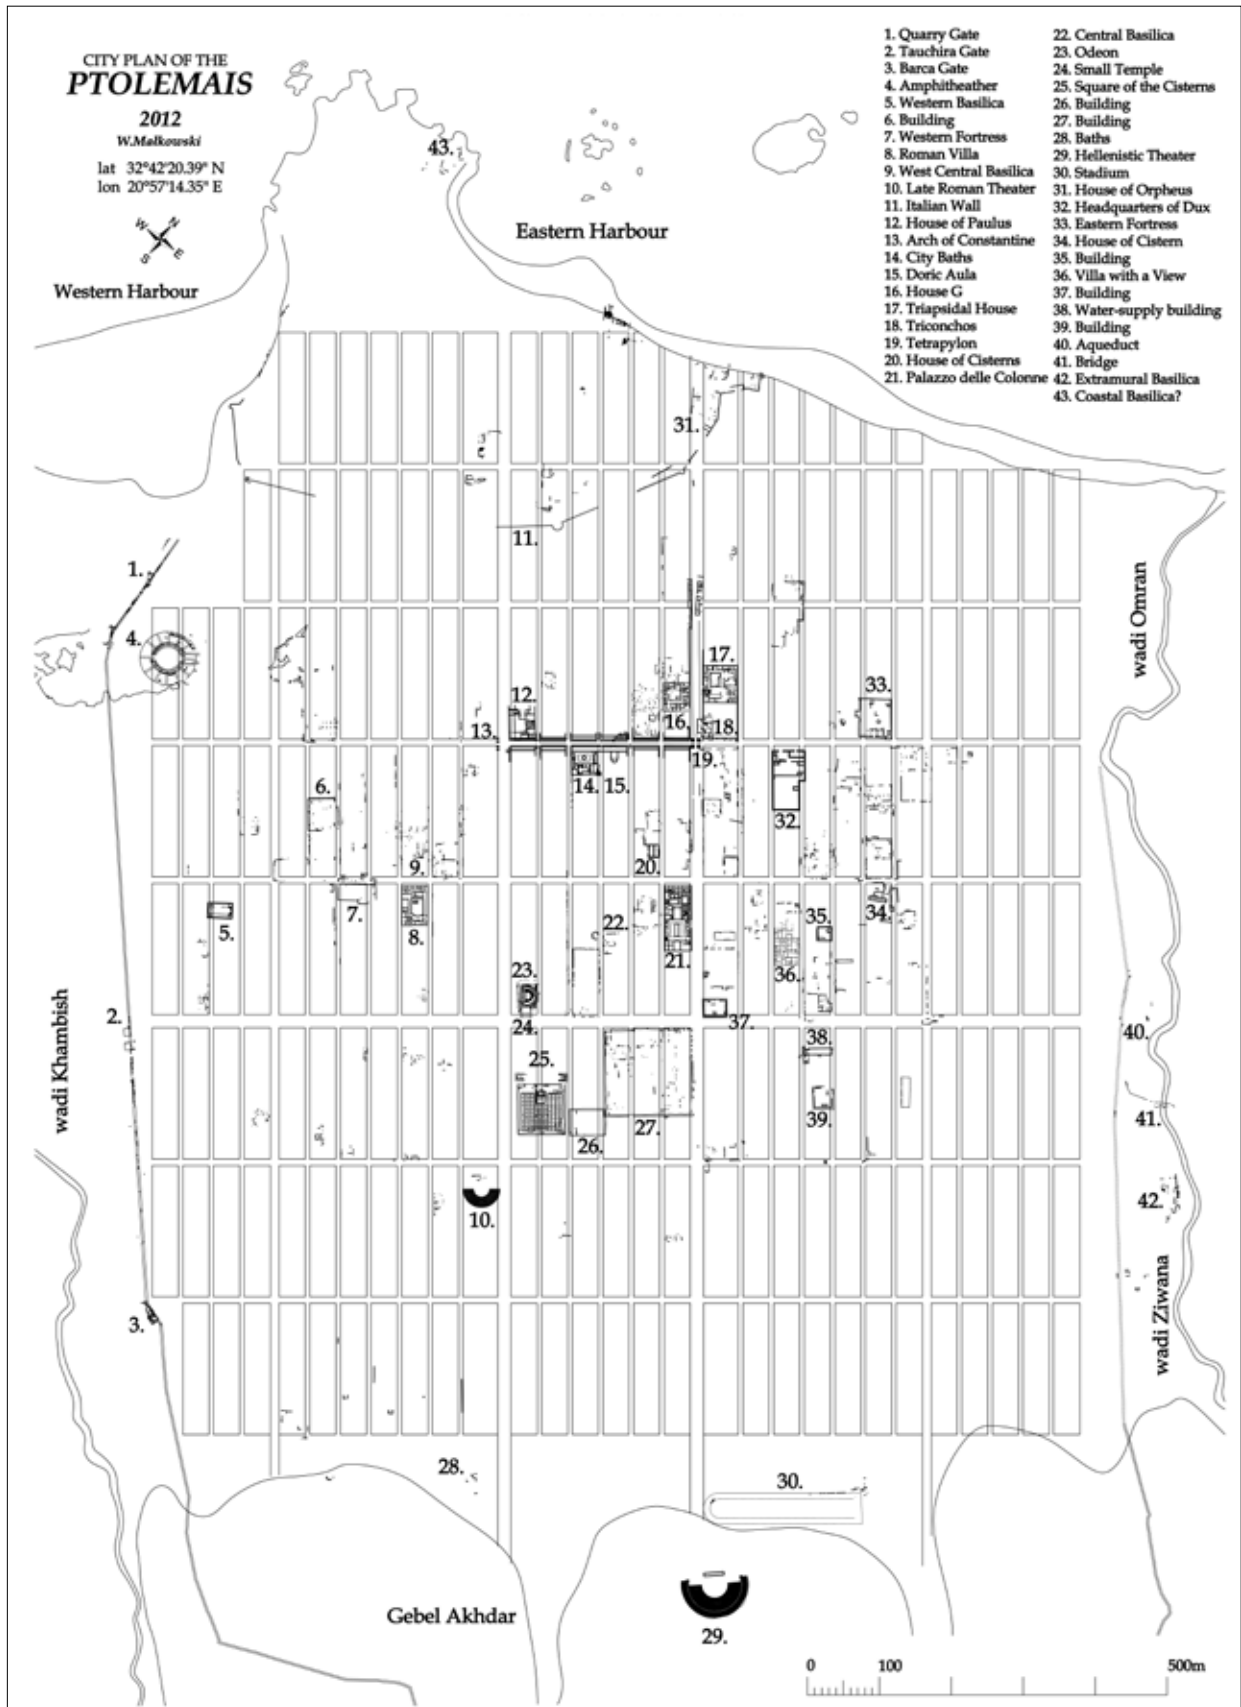 CITY PLAN OF THE
PTOLEMAIS
2012
W.Małkowski
lat 32°42'20.39" N
lon 20°57'14.35" E
W N
S E
1. Quarry Gate
2. Tauchira Gate
3. Barca Gate
4. Amphitheather
5. Western Basilica
6. Building
7. Western Fortress
8. Roman Villa
9. West Central Basilica
10. Late Roman Theater
11. Italian Wall
12. House of Paulus
13. Arch of Constantine
14. City Baths
15. Doric Aula
16. House G
17. Triapsidal House
18. Triconchos
19. Tetrapylon
20. House of Cisterns
21. Palazzo delle Colonne
22. Central Basilica
23. Odeon
24. Small Temple
25. Square of the Cisterns
26. Building
27. Building
28. Baths
29. Hellenistic Theater
30. Stadium
31. House of Orpheus
32. Headquarters of Dux
33. Eastern Fortress
34. House of Cistern
35. Building
36. Villa with a View
37. Building
38. Water-supply building
39. Building
40. Aqueduct
41. Bridge
42. Extramural Basilica
43. Coastal Basilica?
43.
Eastern Harbour
Western Harbour
31.
11.
1.
wadi Omran
4.
17.
12.
33.
16.
18.
13.
19.
14.
15.
6.
32.
9.
20.
7.
8.
5.
22.
35.
34.
21.
36.
23.
2.
24.
37.
wadi Khambish
38.
40.
25.
39.
41.
27.
26.
42.
10.
wadi Ziwana
3.
28.
30.
Gebel Akhdar
29.
0 100 500m